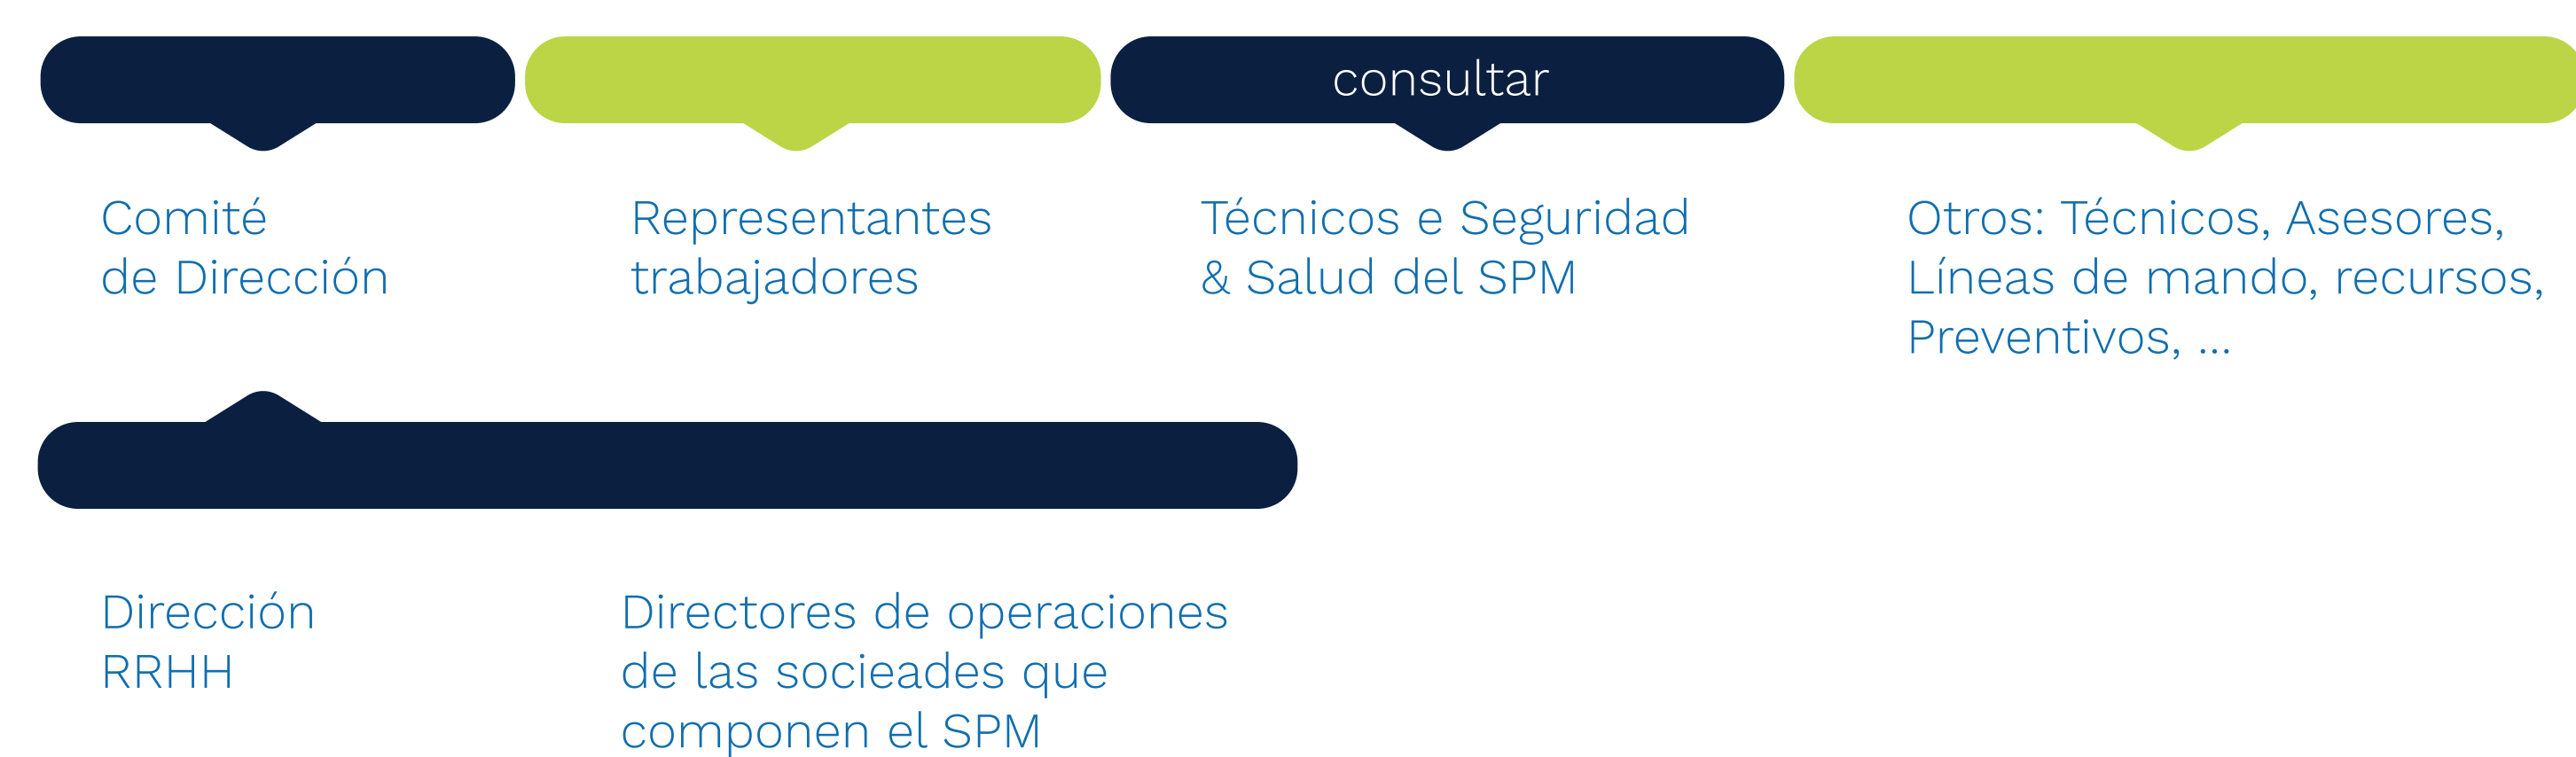 consultar
Comité
de Dirección
Representantes
trabajadores
Técnicos e Seguridad
& Salud del SPM
Otros: Técnicos, Asesores,
Líneas de mando, recursos,
Preventivos, ...
Dirección
RRHH
Directores de operaciones
de las socieades que
componen el SPM